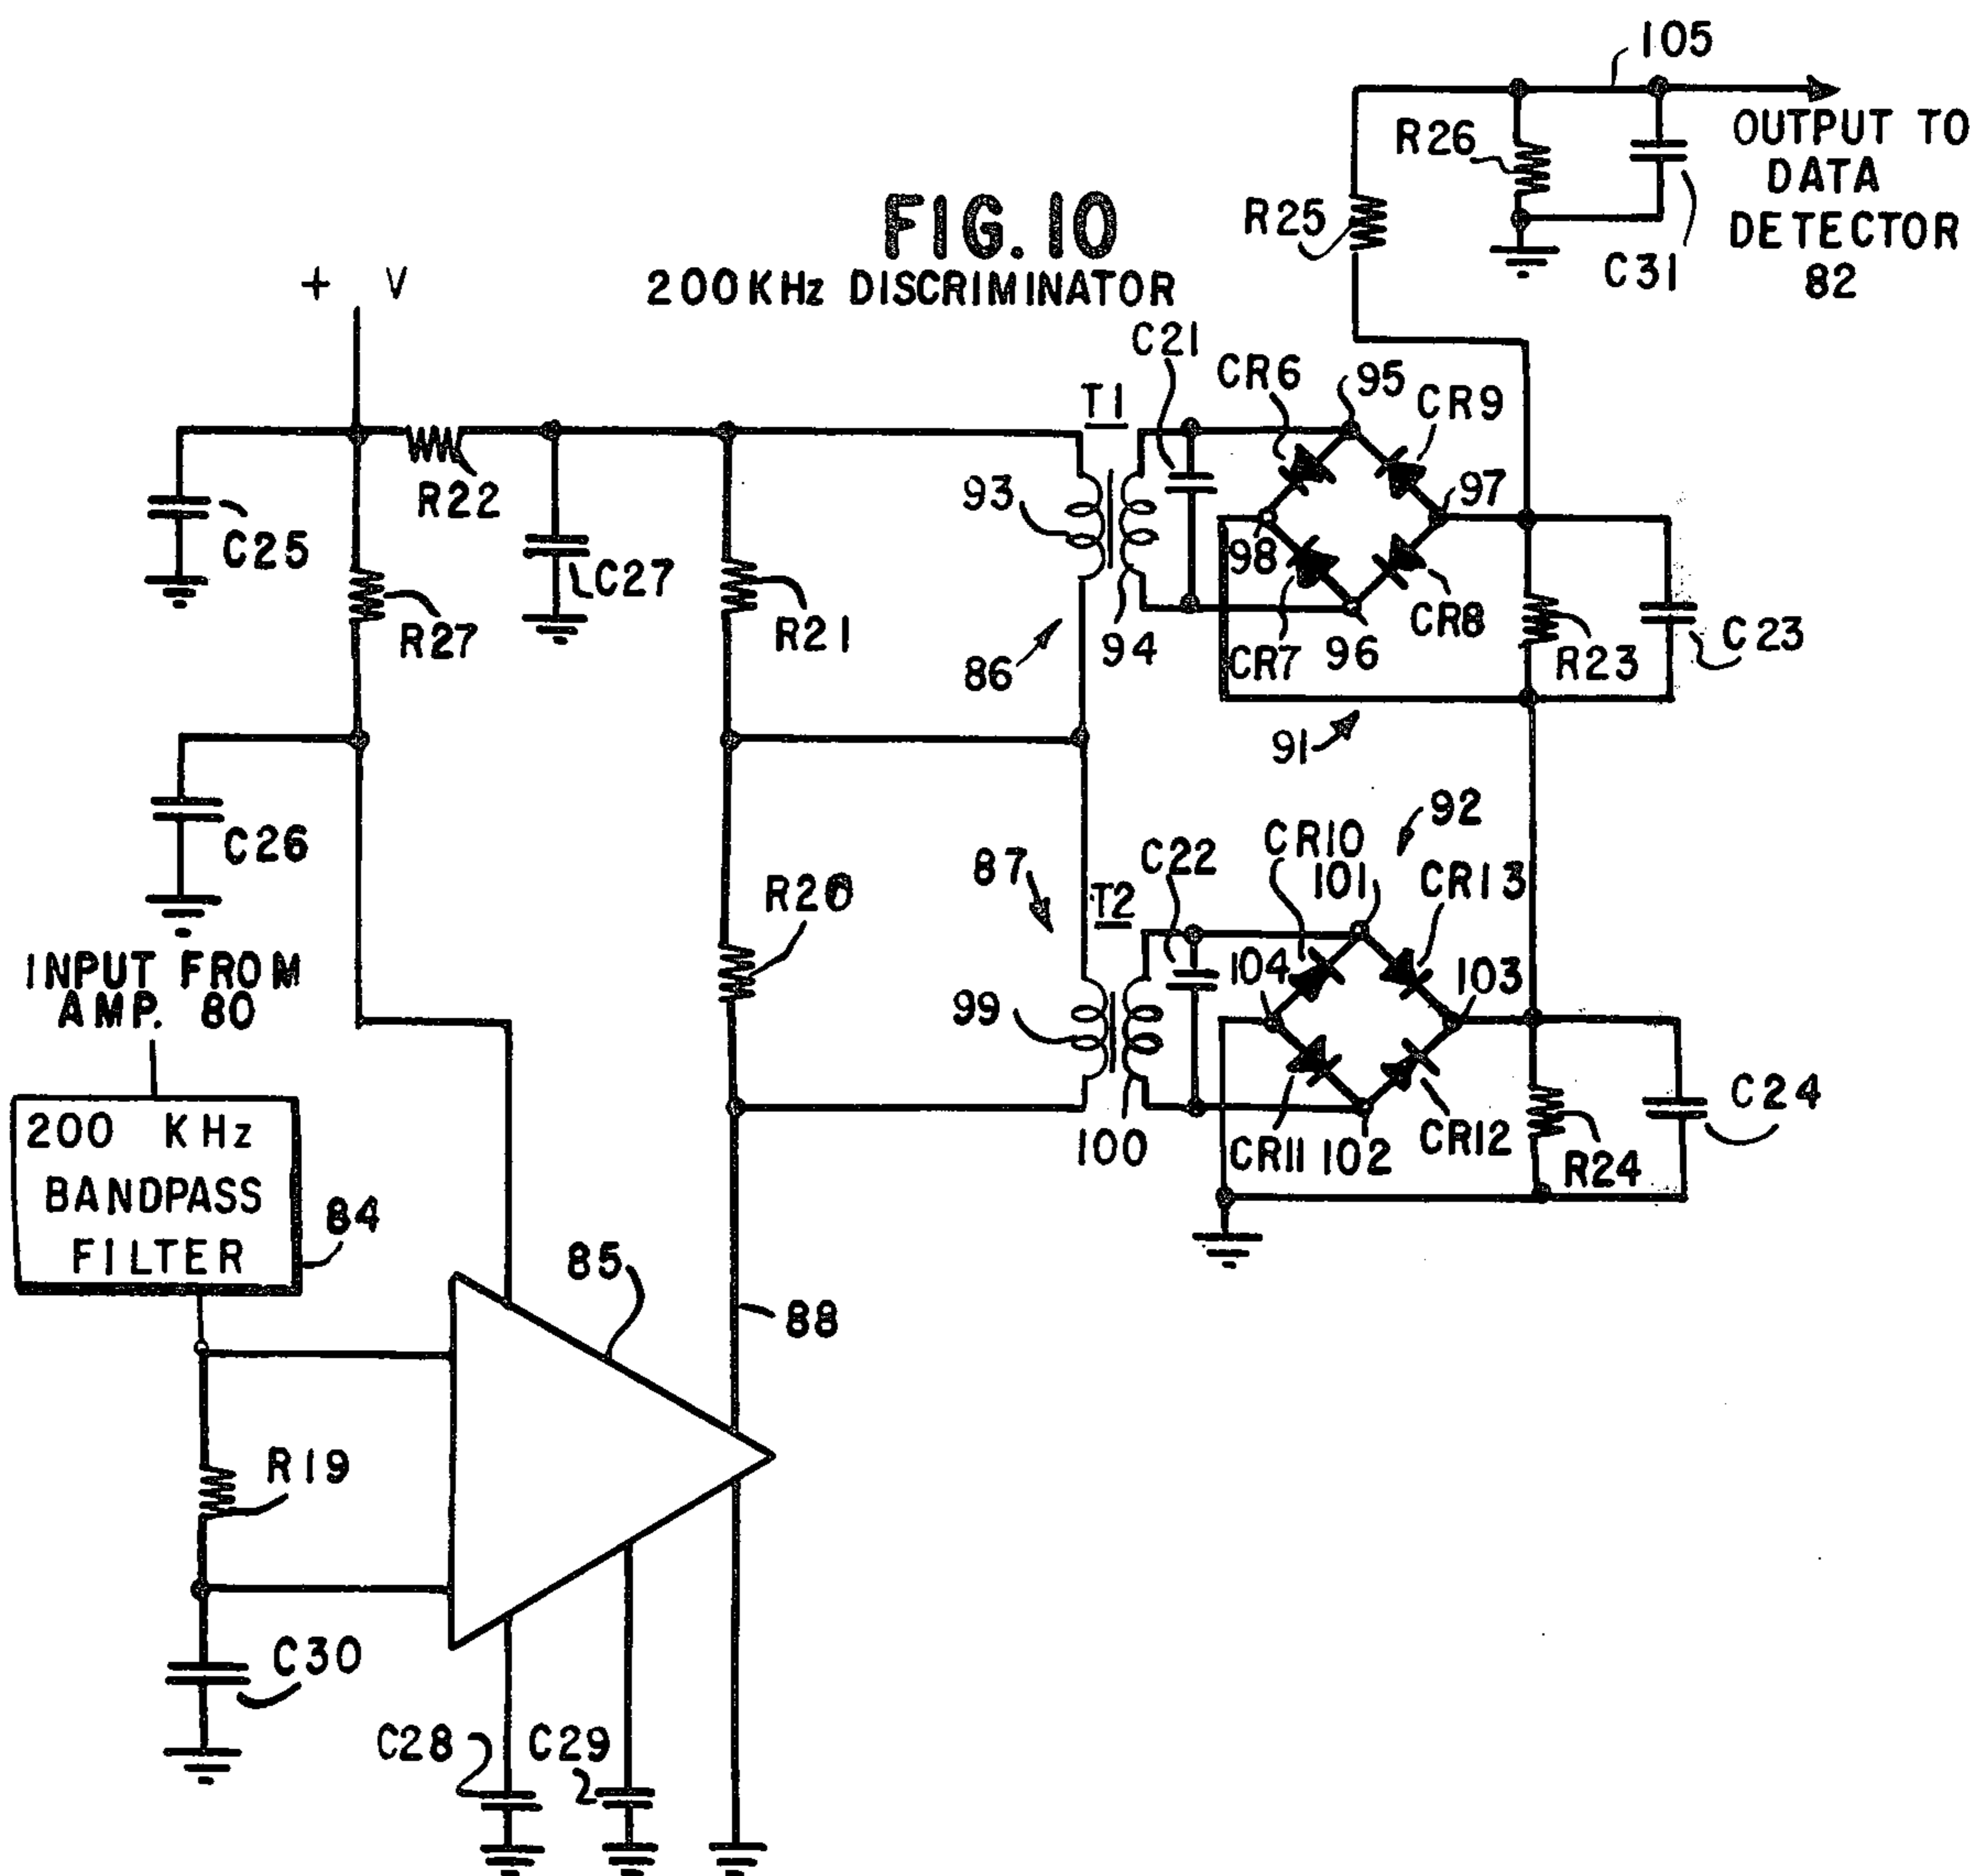 105
OUTPUT TO
DATA
DETECTOR
82
R26
C31
R25
FIG. 10
200KHz DISCRIMINATOR
+ V
C21
CR6
95
CR9
T1
R22
93
97
C25
C27
98
R27
R21
86
94
CR7
96
CR8
R23
C23
91
C26
92
CR10
C22
101
CR13
87
R20
T2
INPUT FROM
AMP. 80
104
103
99
200 KHz
BANDPASS
FILTER
84
100
CR11
102
CR12
R24
C24
85
88
R19
C30
C28
C29